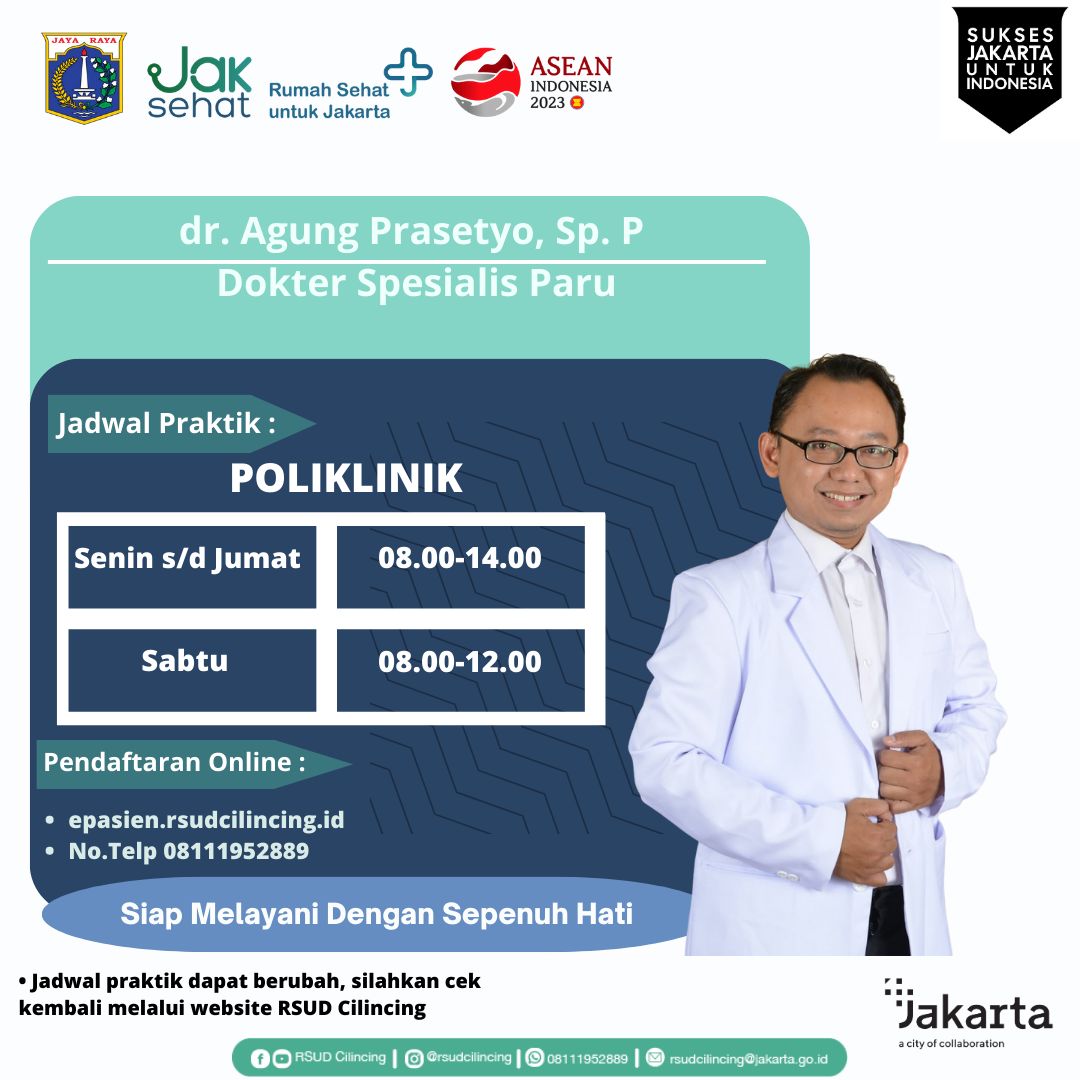 JAYA RAYA
Jak
sehat
Rumah Sehat
untuk Jakarta
ASEAN
INDONESIA
2023
SUKSES
JAKARTA
UNTUK
INDONESIA
dr. Agung Prasetyo, Sp. P
Dokter Spesialis Paru
Jadwal Praktik :
POLIKLINIK
Senin s/d Jumat 08.00-14.00
Sabtu 08.00-12.00
Pendaftaran Online :
• epasien.rsudcilincing.id
• No.Telp 08111952889
Siap Melayani Dengan Sepenuh Hati
• Jadwal praktik dapat berubah, silahkan cek
kembali melalui website RSUD Cilincing
Jakarta
a city of collaboration
RSUD Cilincing | @rsudcilincing | 08111952889 | rsudcilincing@jakarta.go.id